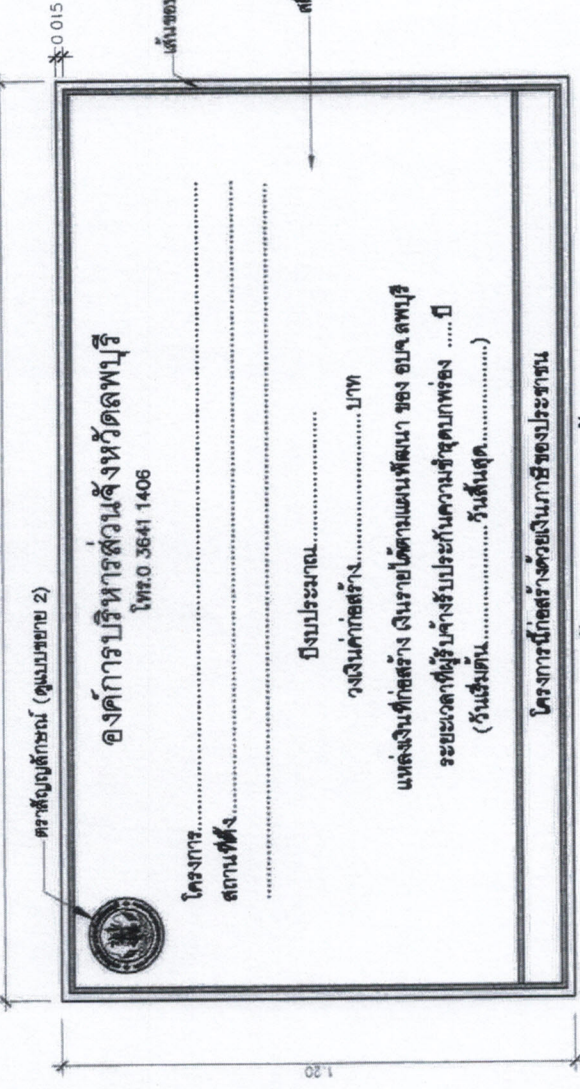 ตราสัญญลักษณ์ (ดูแบบขยาย 2)
0.015
องค์การบริหารส่วนจังหวัดลพบุรี
โทร.0 3641 1406
โครงการ....................................................................
สถานที่ตั้ง....................................................................
....................................................................
ปีงบประมาณ....................
วงเงินค่าก่อสร้าง....................บาท
แหล่งเงินที่ก่อสร้าง เงินรายได้ตามแผนพัฒนา ของ อบจ.ลพบุรี
ระยะเวลาที่ผู้รับจ้างรับประกันความชำรุดบกพร่อง .....ปี
(วันเริ่มต้น....................วันสิ้นสุด....................)
โครงการนี้ก่อสร้างด้วยเงินภาษีของประชาชน
1.20